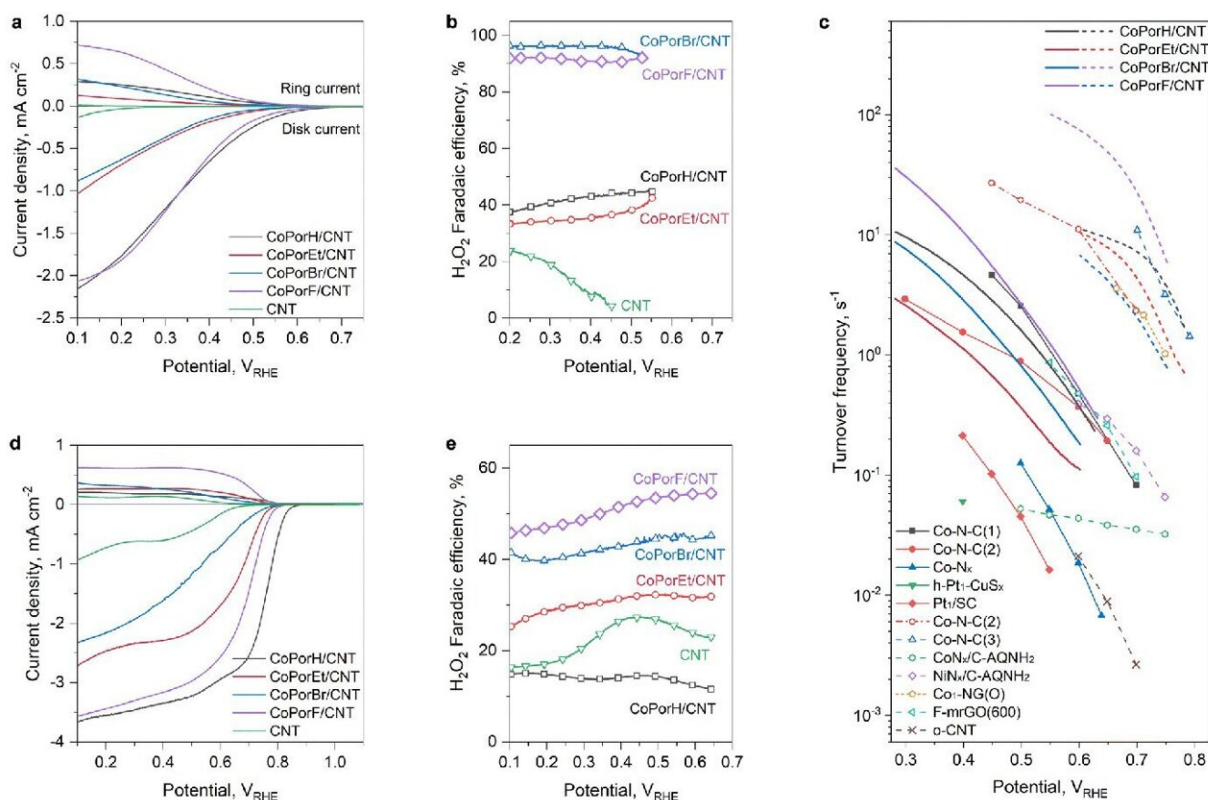 a
Current density, mA cm⁻²
1.0
0.5
0.0
-0.5
-1.0
-1.5
-2.0
-2.5
Ring current
Disk current
CoPorH/CNT
CoPorEt/CNT
CoPorBr/CNT
CoPorF/CNT
CNT
0.1 0.2 0.3 0.4 0.5 0.6 0.7
Potential, V_RHE
b
H₂O₂ Faradaic efficiency, %
100
80
60
40
20
0
CoPorBr/CNT
CoPorF/CNT
CoPorH/CNT
CoPorEt/CNT
CNT
0.2 0.3 0.4 0.5 0.6 0.7
Potential, V_RHE
c
Turnover frequency, s⁻¹
CoPorH/CNT
CoPorEt/CNT
CoPorBr/CNT
CoPorF/CNT
10²
10¹
10⁰
10⁻¹
10⁻²
10⁻³
Co-N-C(1)
Co-N-C(2)
Co-Nₓ
h-Pt₁-CuSₓ
Pt₁/SC
Co-N-C(2)
Co-N-C(3)
CoNₓ/C-AQNH₂
NiNₓ/C-AQNH₂
Co₁-NG(O)
F-mrGO(600)
o-CNT
0.3 0.4 0.5 0.6 0.7 0.8
Potential, V_RHE
d
Current density, mA cm⁻²
1
0
-1
-2
-3
-4
CoPorH/CNT
CoPorEt/CNT
CoPorBr/CNT
CoPorF/CNT
CNT
0.2 0.4 0.6 0.8 1.0
Potential, V_RHE
e
H₂O₂ Faradaic efficiency, %
60
40
20
0
CoPorF/CNT
CoPorBr/CNT
CoPorEt/CNT
CNT
CoPorH/CNT
0.1 0.2 0.3 0.4 0.5 0.6 0.7
Potential, V_RHE